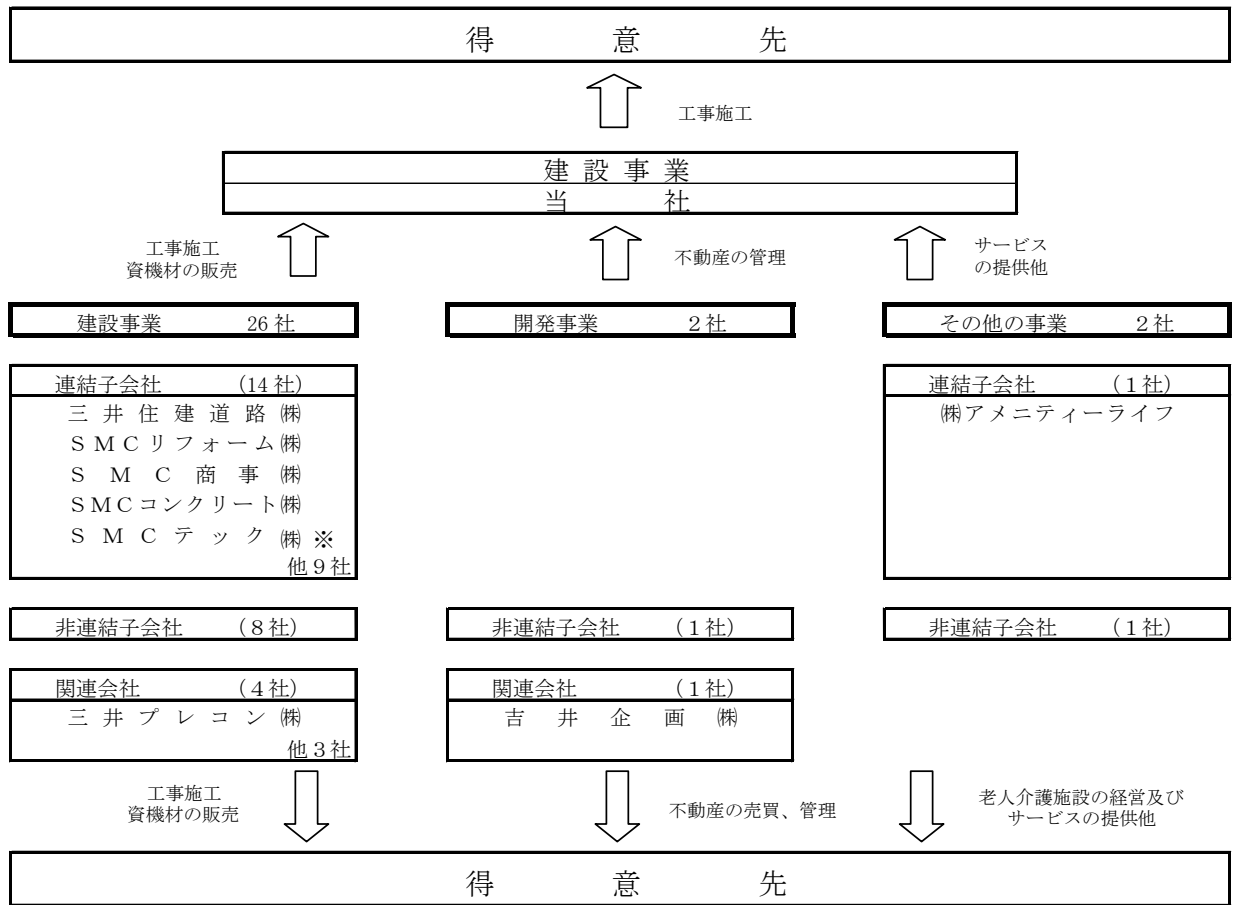 得意先
工事施工
建設事業
当社
工事施工
資機材の販売
不動産の管理
サービス
の提供他
建設事業 26社
開発事業 2社
その他の事業 2社
連結子会社 (14社)
三井住建道路㈱
SMCリフォーム㈱
SMC商事㈱
SMCコンクリート㈱
SMCテック㈱ ※
他9社
連結子会社 (1社)
㈱アメニティーライフ
非連結子会社 (8社)
非連結子会社 (1社)
非連結子会社 (1社)
関連会社 (4社)
三井プレコン㈱
他3社
関連会社 (1社)
吉井企画㈱
工事施工
資機材の販売
不動産の売買、管理
老人介護施設の経営及び
サービスの提供他
得意先